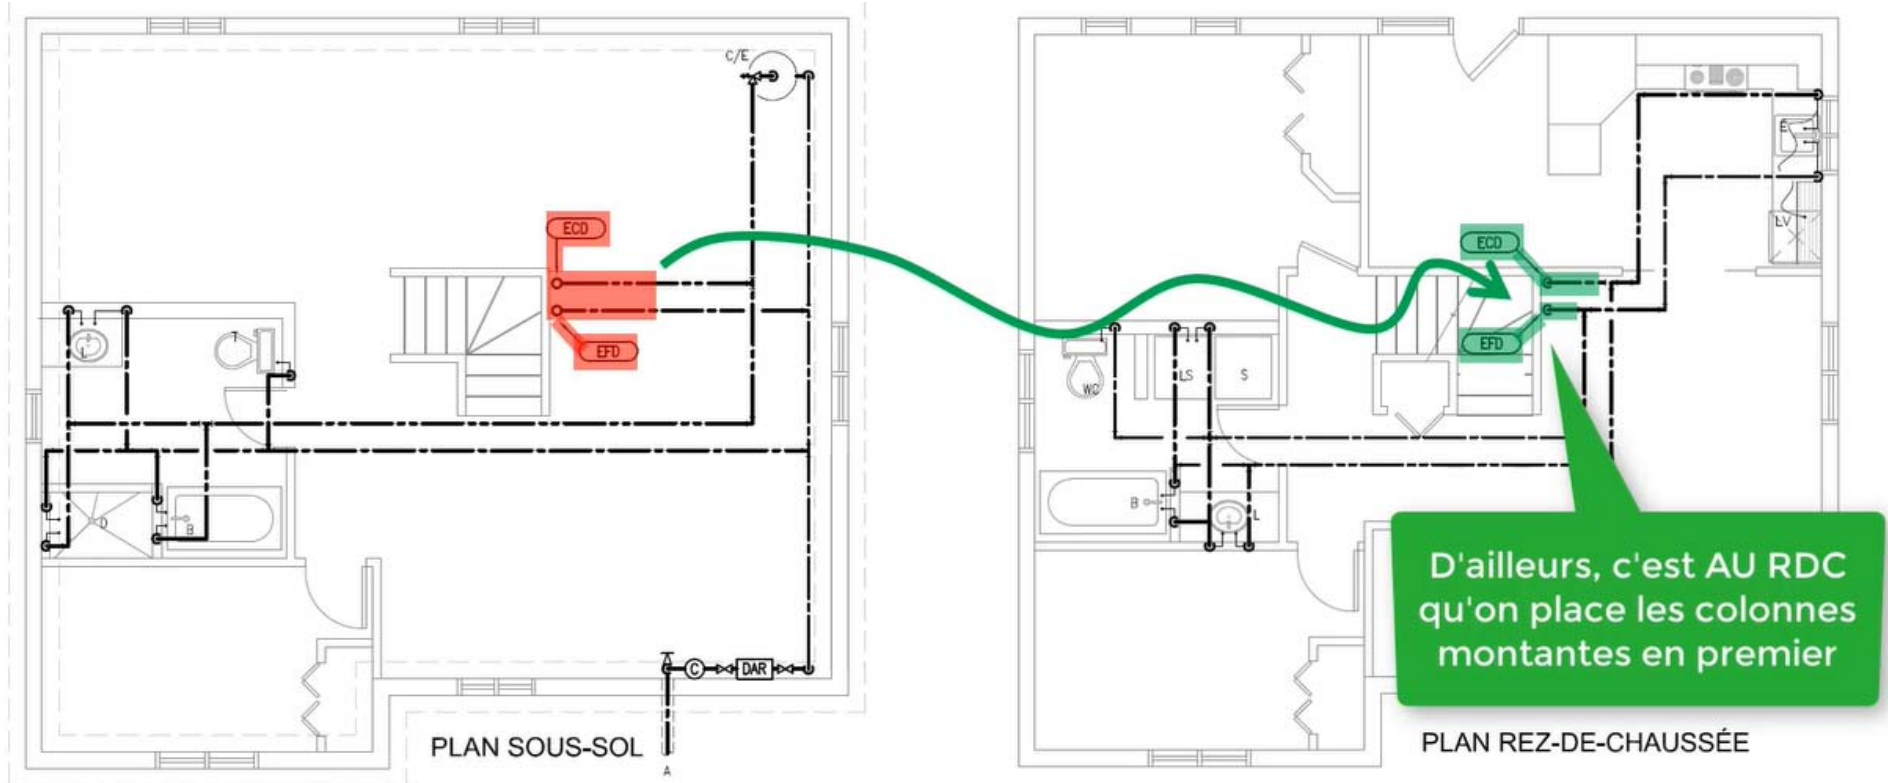 C/E
ECD
EFD
L
T
D
B
C
DAR
A
PLAN SOUS-SOL
É
LV
ECD
EFD
WC
LS
S
B
L
D'ailleurs, c'est AU RDC
qu'on place les colonnes
montantes en premier
PLAN REZ-DE-CHAUSSÉE